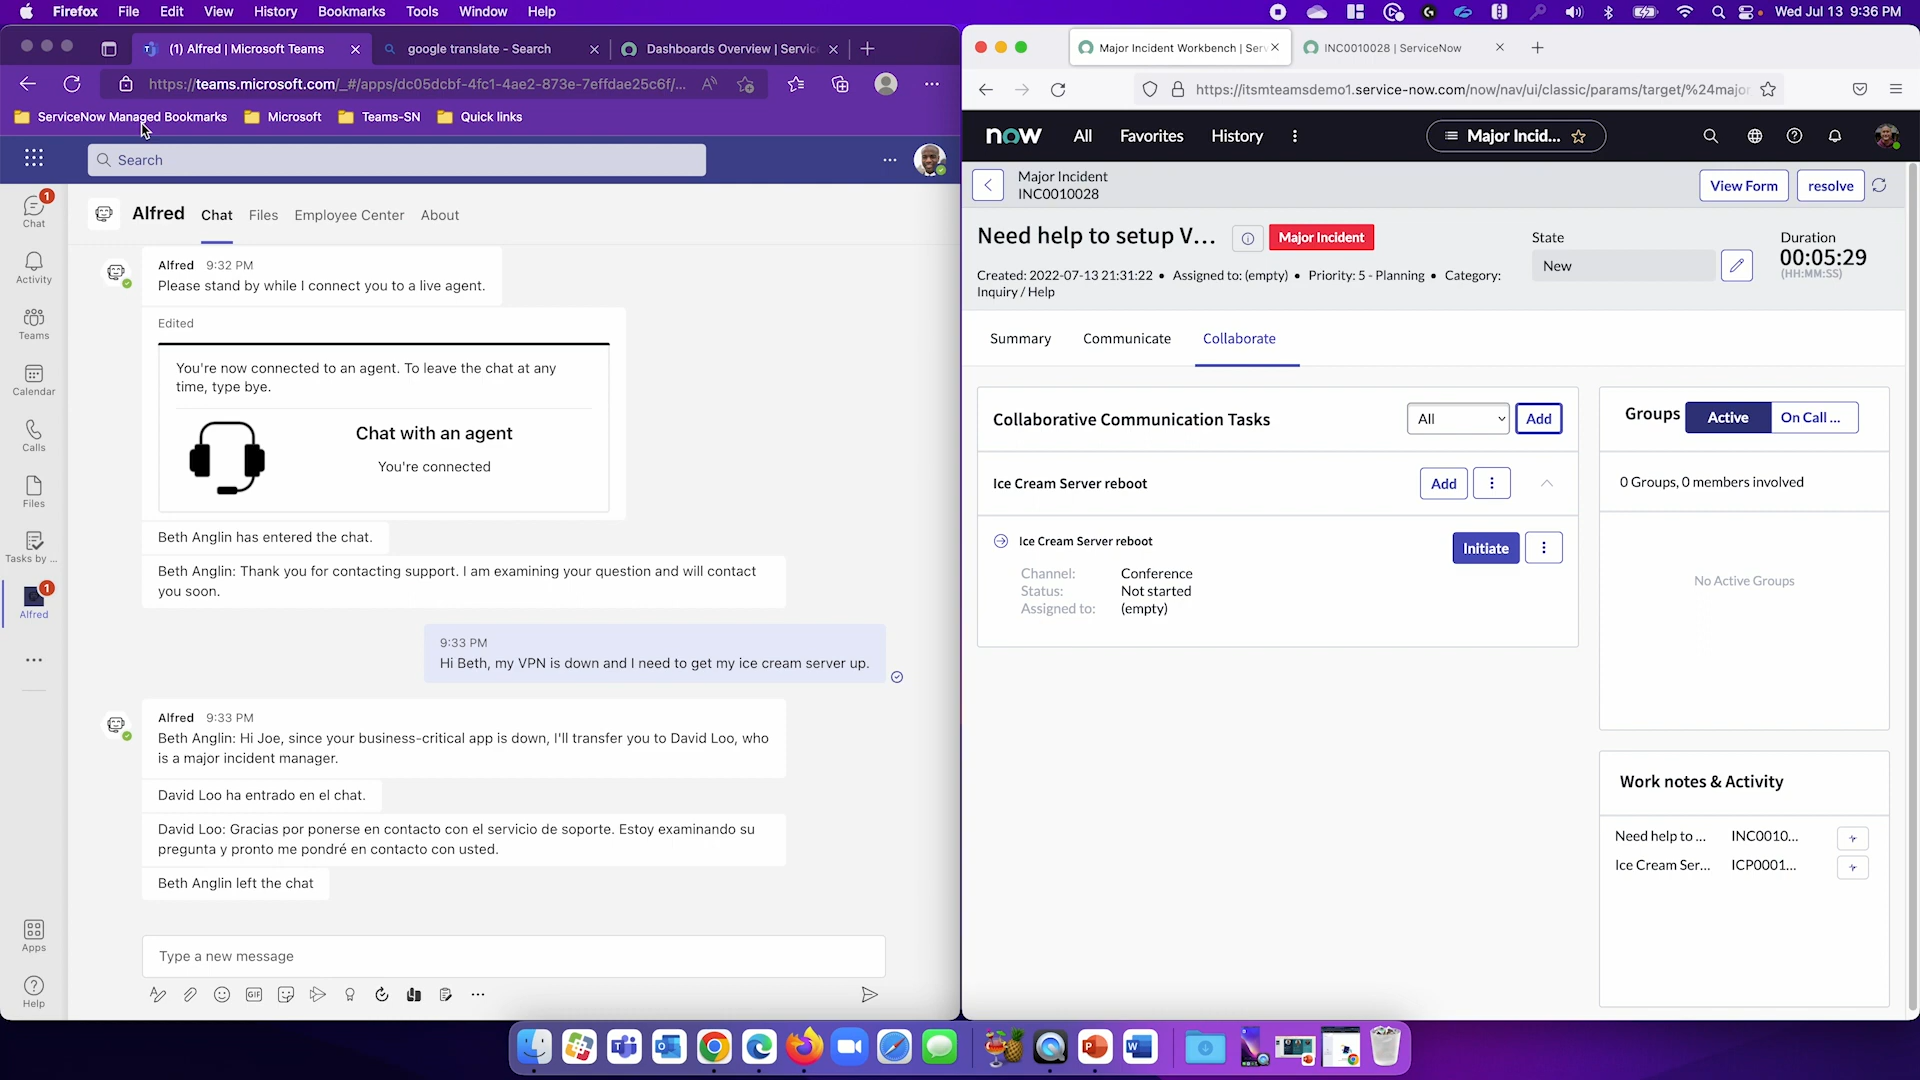 Firefox File Edit View History Bookmarks Tools Window Help
Wed Jul 13 9:36 PM
(1) Alfred | Microsoft Teams
google translate - Search
Dashboards Overview | Service
https://teams.microsoft.com/_#/apps/dc05dcbf-4fc1-4ae2-873e-7effdae25c6f/...
ServiceNow Managed Bookmarks
Microsoft
Teams-SN
Quick links
Search
Chat
1
Activity
Teams
Calendar
Calls
Files
Tasks by ...
1
Alfred
Apps
Help
Alfred
Chat
Files
Employee Center
About
Alfred 9:32 PM
Please stand by while I connect you to a live agent.
Edited
You're now connected to an agent. To leave the chat at any
time, type bye.
Chat with an agent
You're connected
Beth Anglin has entered the chat.
Beth Anglin: Thank you for contacting support. I am examining your question and will contact
you soon.
9:33 PM
Hi Beth, my VPN is down and I need to get my ice cream server up.
Alfred 9:33 PM
Beth Anglin: Hi Joe, since your business-critical app is down, I'll transfer you to David Loo, who
is a major incident manager.
David Loo ha entrado en el chat.
David Loo: Gracias por ponerse en contacto con el servicio de soporte. Estoy examinando su
pregunta y pronto me pondré en contacto con usted.
Beth Anglin left the chat
Type a new message
GIF
Major Incident Workbench | Serv
INC0010028 | ServiceNow
https://itsmteamsdemo1.service-now.com/now/nav/ui/classic/params/target/%24major
now
All
Favorites
History
Major Incid...
Major Incident
INC0010028
View Form
resolve
Need help to setup V...
Major Incident
Created: 2022-07-13 21:31:22 • Assigned to: (empty) • Priority: 5 - Planning • Category:
Inquiry / Help
State
New
Duration
00:05:29
(HH:MM:SS)
Summary
Communicate
Collaborate
Collaborative Communication Tasks
All
Add
Ice Cream Server reboot
Add
Ice Cream Server reboot
Initiate
Channel: Conference
Status: Not started
Assigned to: (empty)
Groups
Active
On Call ...
0 Groups, 0 members involved
No Active Groups
Work notes & Activity
Need help to ... INC0010...
Ice Cream Ser... ICP0001...